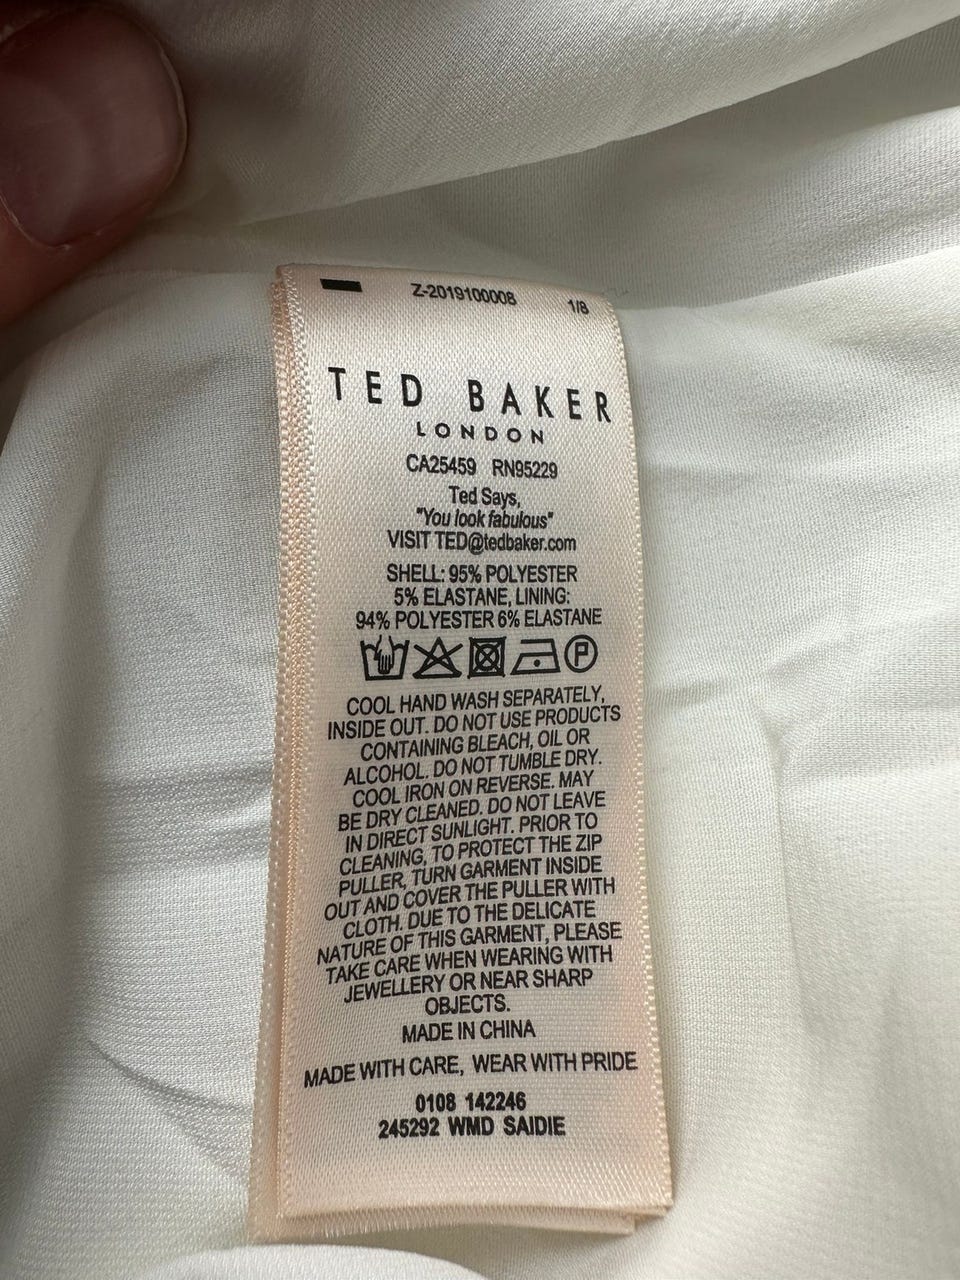 Z-2019100008 1/8
TED BAKER
LONDON
CA25459 RN95229
Ted Says,
"You look fabulous"
VISIT TED@tedbaker.com
SHELL: 95% POLYESTER
5% ELASTANE, LINING:
94% POLYESTER 6% ELASTANE
P
COOL HAND WASH SEPARATELY,
INSIDE OUT. DO NOT USE PRODUCTS
CONTAINING BLEACH, OIL OR
ALCOHOL. DO NOT TUMBLE DRY.
COOL IRON ON REVERSE. MAY
BE DRY CLEANED. DO NOT LEAVE
IN DIRECT SUNLIGHT. PRIOR TO
CLEANING, TO PROTECT THE ZIP
PULLER, TURN GARMENT INSIDE
OUT AND COVER THE PULLER WITH
CLOTH. DUE TO THE DELICATE
NATURE OF THIS GARMENT, PLEASE
TAKE CARE WHEN WEARING WITH
JEWELLERY OR NEAR SHARP
OBJECTS.
MADE IN CHINA
MADE WITH CARE, WEAR WITH PRIDE
0108 142246
245292 WMD SAIDIE